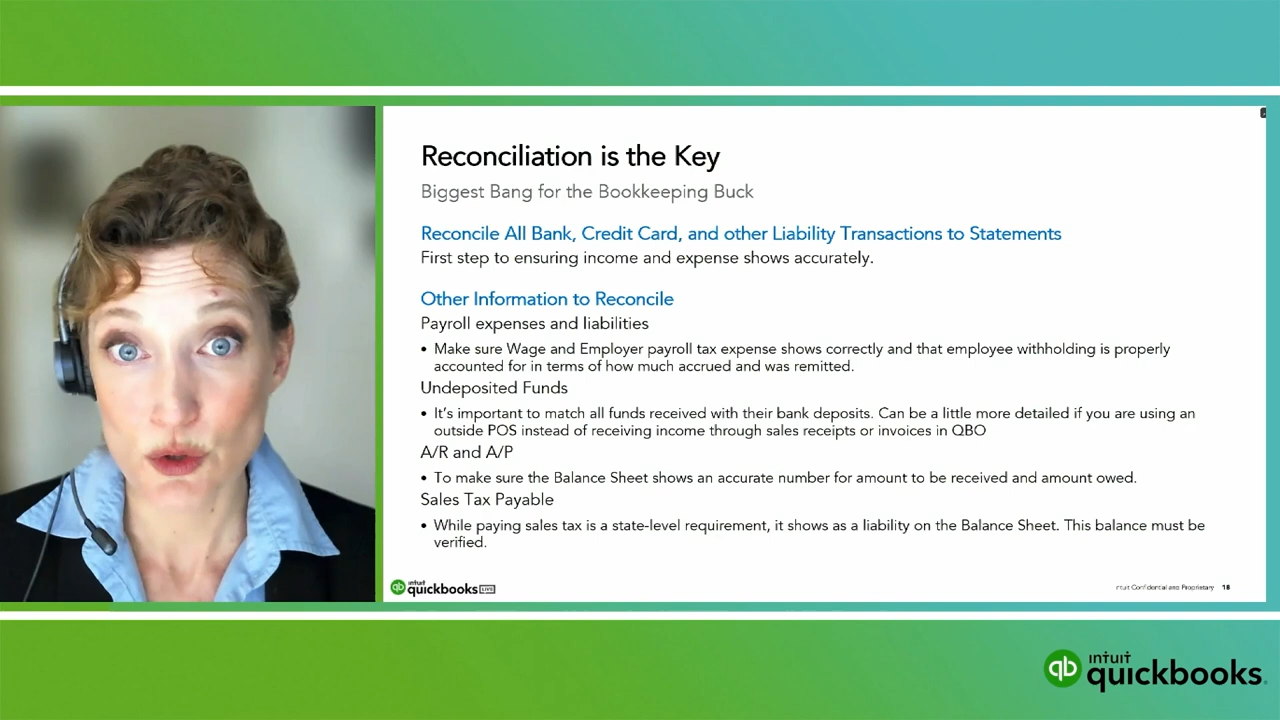 Reconciliation is the Key
Biggest Bang for the Bookkeeping Buck
Reconcile All Bank, Credit Card, and other Liability Transactions to Statements
First step to ensuring income and expense shows accurately.
Other Information to Reconcile
Payroll expenses and liabilities
• Make sure Wage and Employer payroll tax expense shows correctly and that employee withholding is properly
accounted for in terms of how much accrued and was remitted.
Undeposited Funds
• It's important to match all funds received with their bank deposits. Can be a little more detailed if you are using an
outside POS instead of receiving income through sales receipts or invoices in QBO
A/R and A/P
• To make sure the Balance Sheet shows an accurate number for amount to be received and amount owed.
Sales Tax Payable
• While paying sales tax is a state-level requirement, it shows as a liability on the Balance Sheet. This balance must be
verified.
qb intuit
quickbooks LIVE
Intuit Confidential and Proprietary 18
qb intuit
quickbooks.